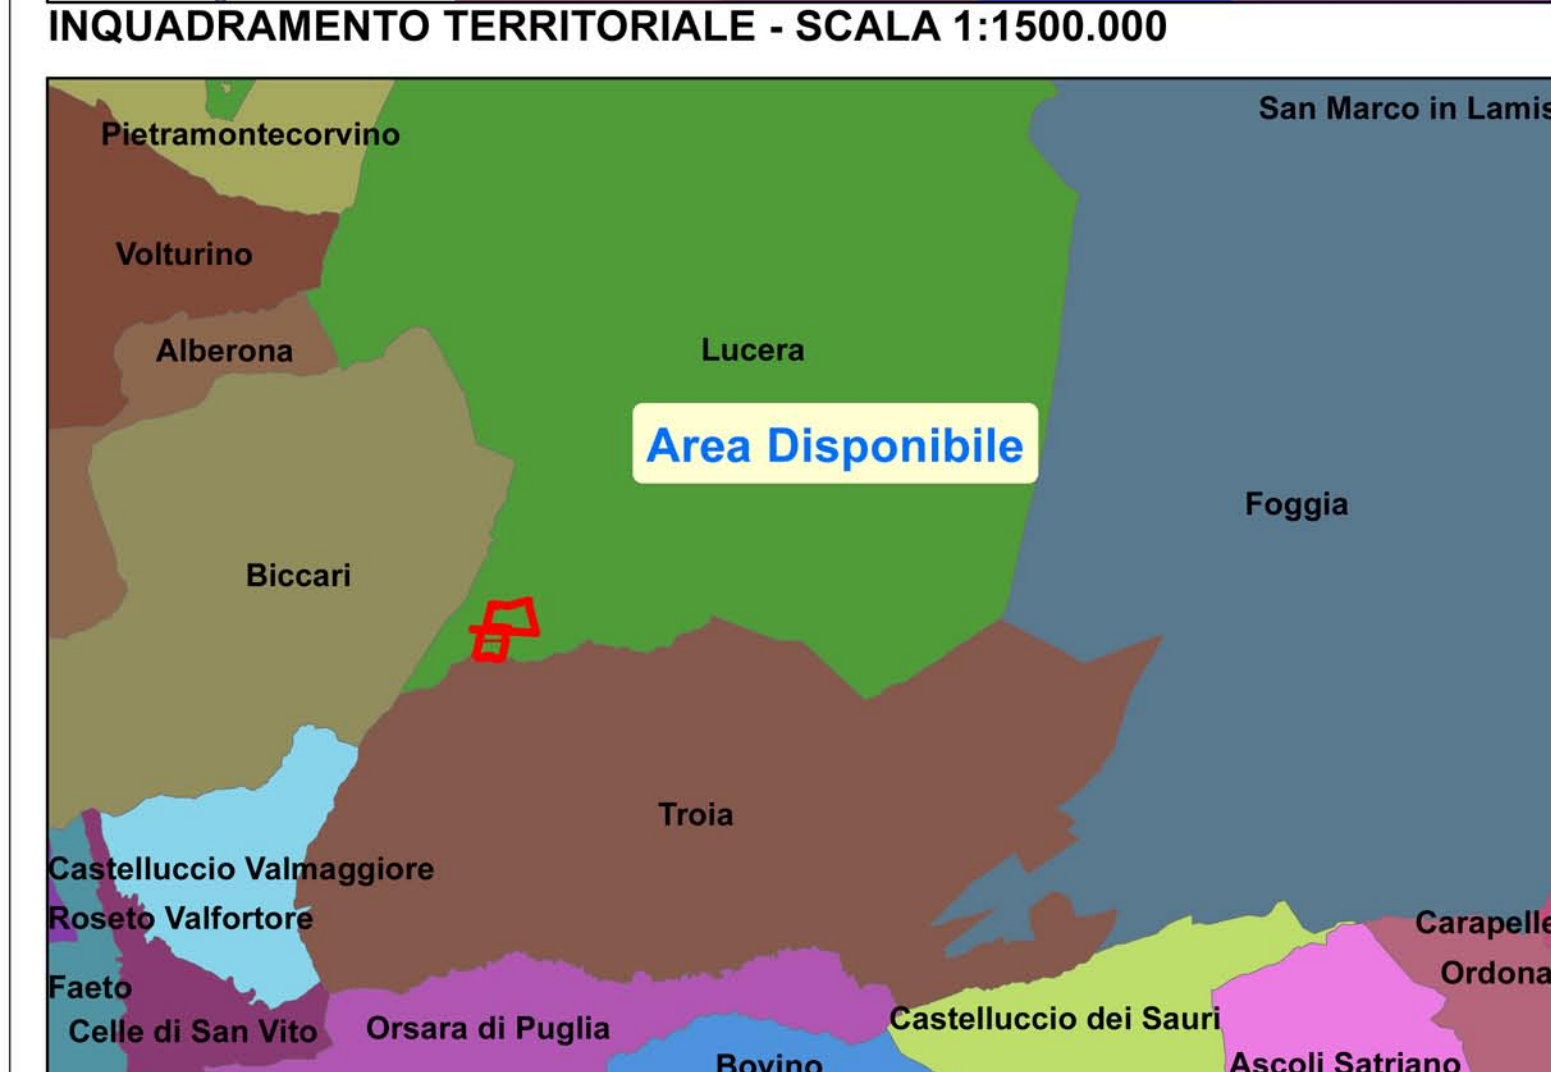 INQUADRAMENTO TERRITORIALE - SCALA 1:1500.000
San Marco in Lamis
Pietramontecorvino
Volturino
Alberona
Lucera
Area Disponibile
Foggia
Biccari
Troia
Castelluccio Valmaggiore
Roseto Valfortore
Carapelle
Ordona
Faeto
Celle di San Vito
Orsara di Puglia
Castelluccio dei Sauri
Bovino
Ascoli Satriano